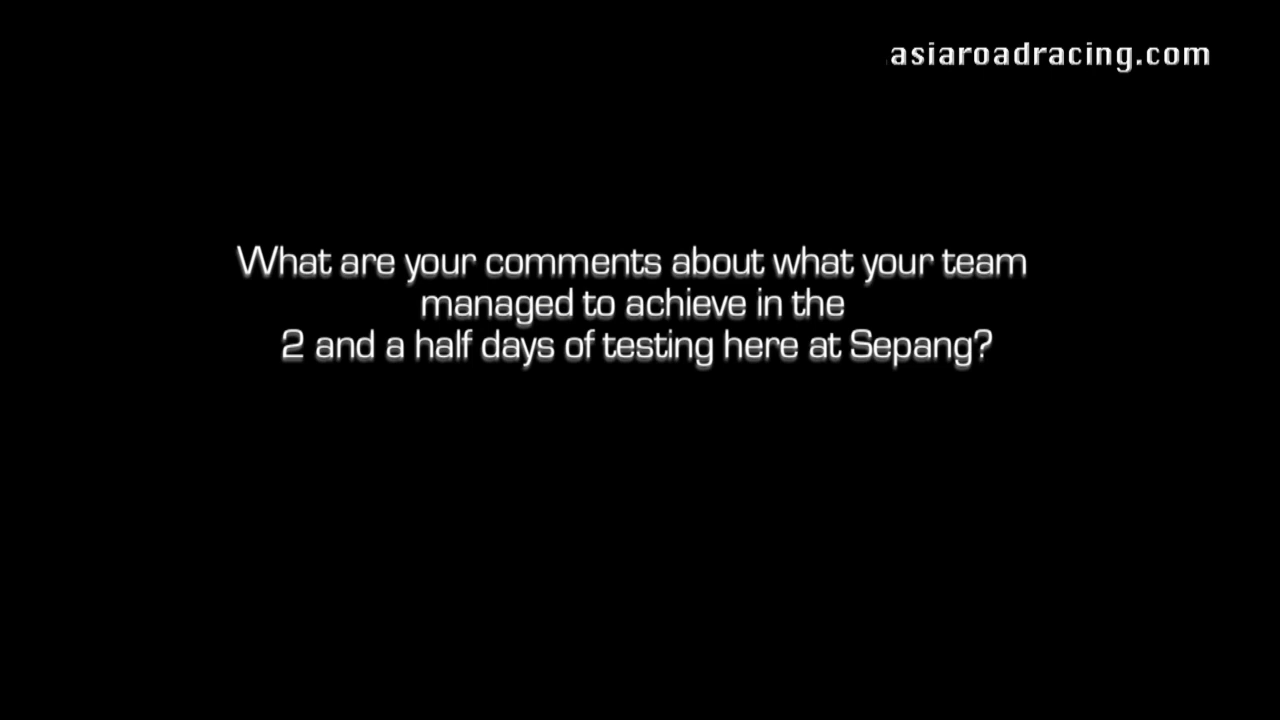 asiaroadracing.com
What are your comments about what your team
managed to achieve in the
2 and a half days of testing here at Sepang?